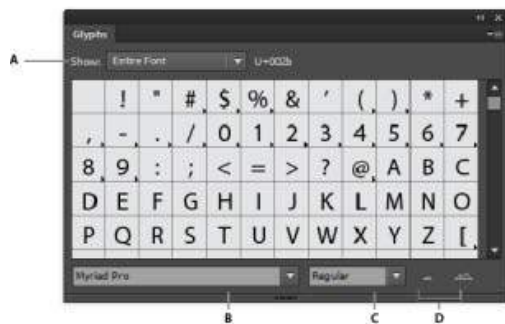 Glyphs
A Show: Entire Font U+002b
! " # $ % & ' ( ) * +
, - . / 0 1 2 3 4 5 6 7
8 9 : ; < = > ? @ A B C
D E F G H I J K L M N O
P Q R S T U V W X Y Z [
Myriad Pro Regular
B C D